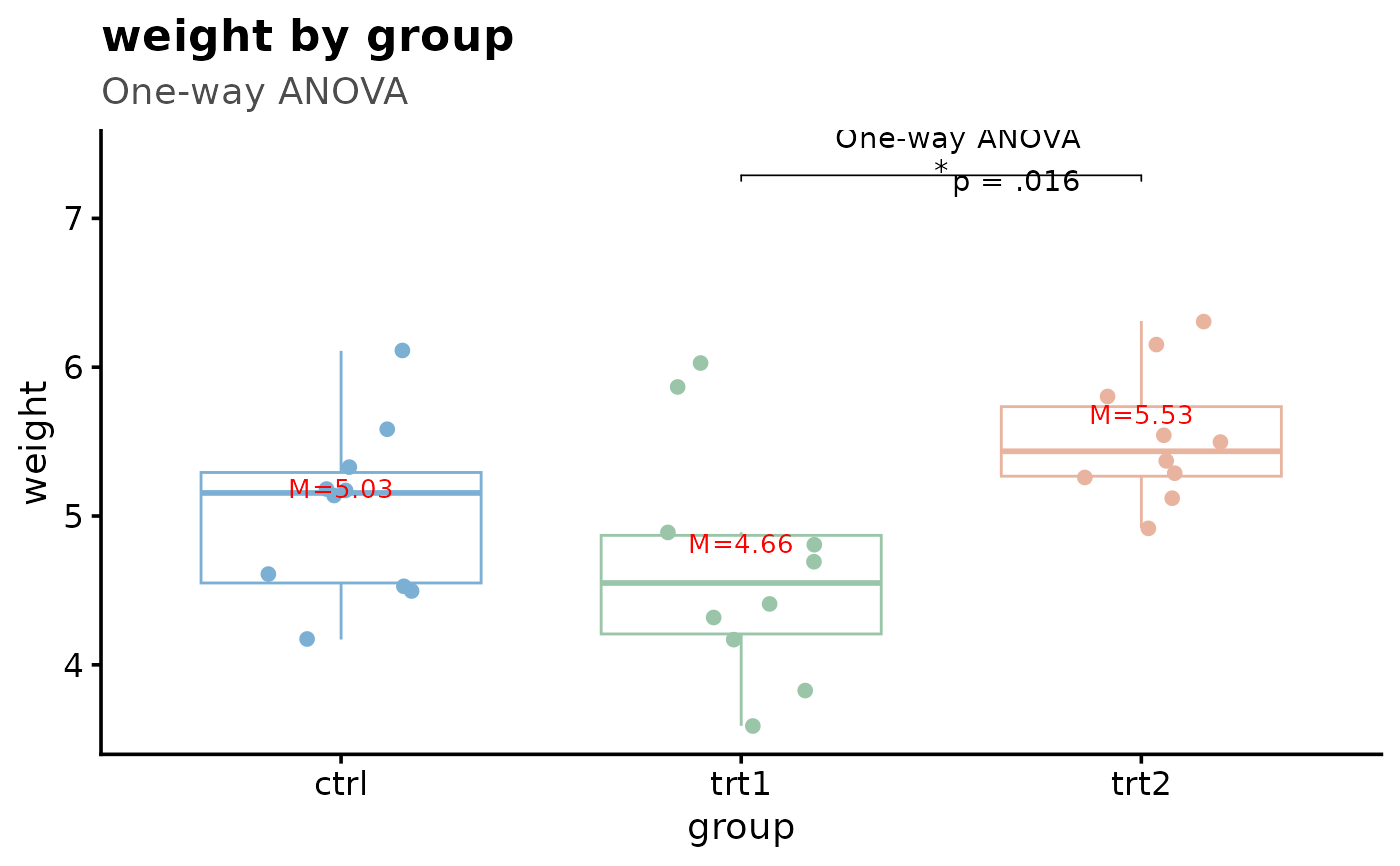 weight by group
One-way ANOVA
One-way ANOVA
*
p = .016
7
6
5
4
weight
M=5.03
M=4.66
M=5.53
ctrl
trt1
trt2
group